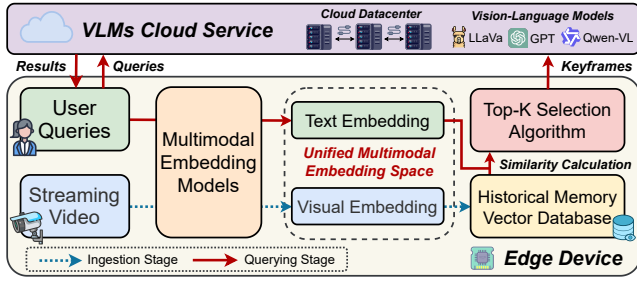 VLMs Cloud Service
Cloud Datacenter
Vision-Language Models
LLaVa
GPT
Qwen-VL
Results
Queries
Keyframes
User
Queries
Multimodal
Embedding
Models
Text Embedding
Top-K Selection
Algorithm
Unified Multimodal
Embedding Space
Similarity Calculation
Streaming
Video
Visual Embedding
Historical Memory
Vector Database
Ingestion Stage
Querying Stage
Edge Device